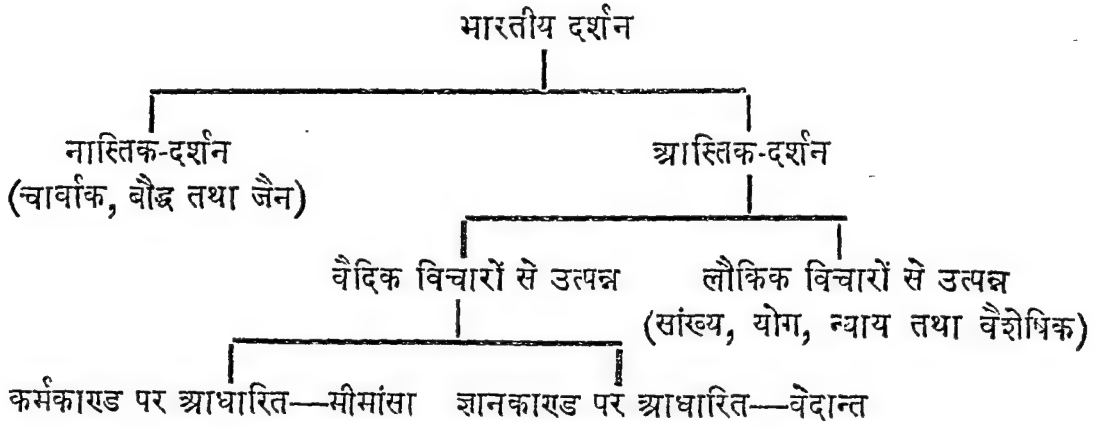 भारतीय दर्शन
नास्तिक-दर्शन आस्तिक-दर्शन
(चार्वाक, बौद्ध तथा जैन)
वैदिक विचारों से उत्पन्न लौकिक विचारों से उत्पन्न
(सांख्य, योग, न्याय तथा वैशेषिक)
कर्मकाण्ड पर आधारित—मीमांसा ज्ञानकाण्ड पर आधारित—वेदान्त